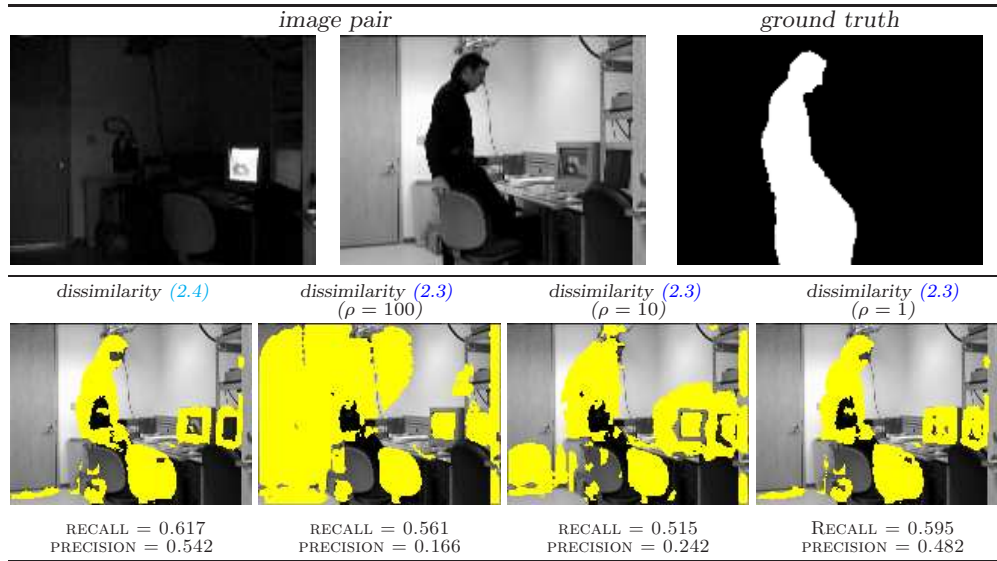 image pair
ground truth
dissimilarity (2.4)
dissimilarity (2.3)
(ρ = 100)
dissimilarity (2.3)
(ρ = 10)
dissimilarity (2.3)
(ρ = 1)
RECALL = 0.617
PRECISION = 0.542
RECALL = 0.561
PRECISION = 0.166
RECALL = 0.515
PRECISION = 0.242
RECALL = 0.595
PRECISION = 0.482